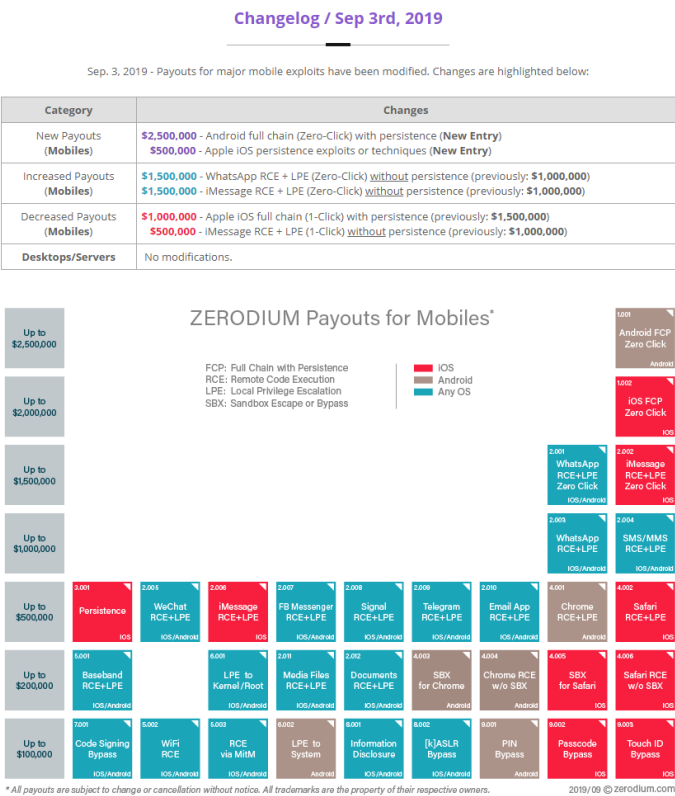 Changelog / Sep 3rd, 2019
Sep. 3, 2019 - Payouts for major mobile exploits have been modified. Changes are highlighted below:
Category Changes
New Payouts
(Mobiles)
$2,500,000 - Android full chain (Zero-Click) with persistence (New Entry)
$500,000 - Apple iOS persistence exploits or techniques (New Entry)
Increased Payouts
(Mobiles)
$1,500,000 - WhatsApp RCE + LPE (Zero-Click) without persistence (previously: $1,000,000)
$1,500,000 - iMessage RCE + LPE (Zero-Click) without persistence (previously: $1,000,000)
Decreased Payouts
(Mobiles)
$1,000,000 - Apple iOS full chain (1-Click) with persistence (previously: $1,500,000)
$500,000 - iMessage RCE + LPE (1-Click) without persistence (previously: $1,000,000)
Desktops/Servers No modifications.
ZERODIUM Payouts for Mobiles*
FCP: Full Chain with Persistence
RCE: Remote Code Execution
LPE: Local Privilege Escalation
SBX: Sandbox Escape or Bypass
iOS
Android
Any OS
Up to
$2,500,000
1.001
Android FCP
Zero Click
Android
Up to
$2,000,000
1.002
iOS FCP
Zero Click
iOS
Up to
$1,500,000
2.001
WhatsApp
RCE+LPE
Zero Click
iOS/Android
2.002
iMessage
RCE+LPE
Zero Click
iOS
Up to
$1,000,000
2.003
WhatsApp
RCE+LPE
iOS/Android
2.004
SMS/MMS
RCE+LPE
iOS/Android
Up to
$500,000
3.001
Persistence
iOS
2.005
WeChat
RCE+LPE
iOS/Android
2.006
iMessage
RCE+LPE
iOS
2.007
FB Messenger
RCE+LPE
iOS/Android
2.008
Signal
RCE+LPE
iOS/Android
2.009
Telegram
RCE+LPE
iOS/Android
2.010
Email App
RCE+LPE
iOS/Android
4.001
Chrome
RCE+LPE
Android
4.002
Safari
RCE+LPE
iOS
Up to
$200,000
5.001
Baseband
RCE+LPE
iOS/Android
6.001
LPE to
Kernel/Root
iOS/Android
2.011
Media Files
RCE+LPE
iOS/Android
2.012
Documents
RCE+LPE
iOS/Android
4.003
SBX
for Chrome
Android
4.004
Chrome RCE
w/o SBX
Android
4.005
SBX
for Safari
iOS
4.006
Safari RCE
w/o SBX
iOS
Up to
$100,000
7.001
Code Signing
Bypass
iOS/Android
5.002
WiFi
RCE
iOS/Android
5.003
RCE
via MitM
iOS/Android
6.002
LPE to
System
Android
8.001
Information
Disclosure
iOS/Android
8.002
[k]ASLR
Bypass
iOS/Android
9.001
PIN
Bypass
Android
9.002
Passcode
Bypass
iOS
9.003
Touch ID
Bypass
iOS
* All payouts are subject to change or cancellation without notice. All trademarks are the property of their respective owners.
2019/09 © zerodium.com